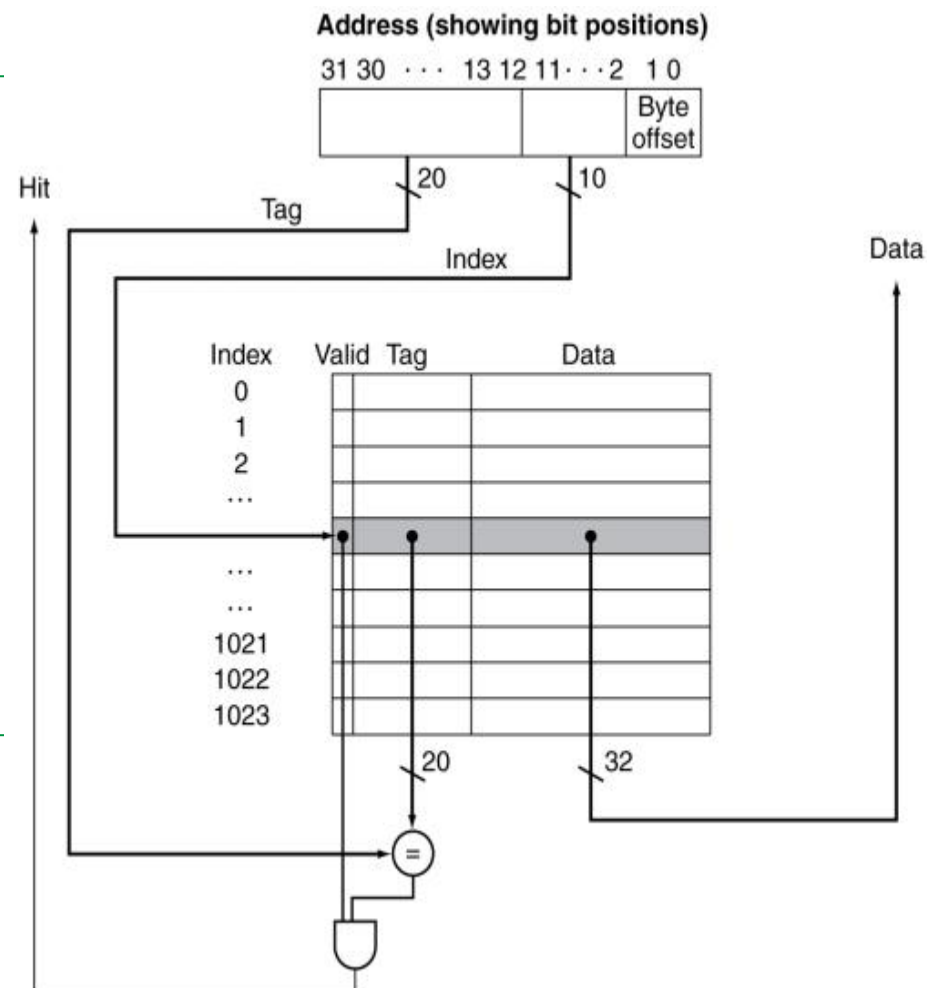 Address (showing bit positions)
31 30 · · · 13 12 11 · · · 2 1 0
Byte
offset
20
10
Hit
Tag
Index
Data
Index Valid Tag Data
0
1
2
...
...
...
1021
1022
1023
20
32
=